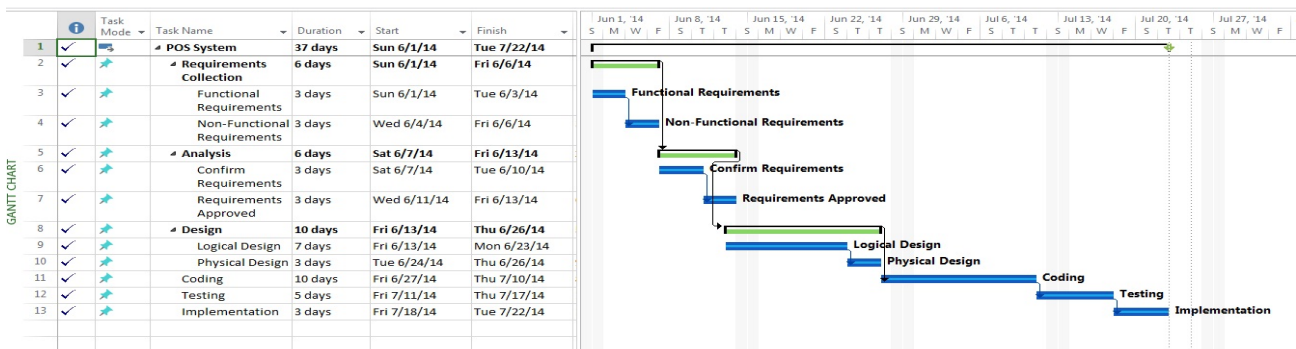 GANTT CHART
Task Mode Task Name Duration Start Finish
1 POS System 37 days Sun 6/1/14 Tue 7/22/14
2 Requirements Collection 6 days Sun 6/1/14 Fri 6/6/14
3 Functional Requirements 3 days Sun 6/1/14 Tue 6/3/14
4 Non-Functional Requirements 3 days Wed 6/4/14 Fri 6/6/14
5 Analysis 6 days Sat 6/7/14 Fri 6/13/14
6 Confirm Requirements 3 days Sat 6/7/14 Tue 6/10/14
7 Requirements Approved 3 days Wed 6/11/14 Fri 6/13/14
8 Design 10 days Fri 6/13/14 Thu 6/26/14
9 Logical Design 7 days Fri 6/13/14 Mon 6/23/14
10 Physical Design 3 days Tue 6/24/14 Thu 6/26/14
11 Coding 10 days Fri 6/27/14 Thu 7/10/14
12 Testing 5 days Fri 7/11/14 Thu 7/17/14
13 Implementation 3 days Fri 7/18/14 Tue 7/22/14
Jun 1, '14 Jun 8, '14 Jun 15, '14 Jun 22, '14 Jun 29, '14 Jul 6, '14 Jul 13, '14 Jul 20, '14 Jul 27, '14
S M W F S T T S M W F S T T S M W F S T T S M W F S T T S M W F
Functional Requirements
Non-Functional Requirements
Confirm Requirements
Requirements Approved
Logical Design
Physical Design
Coding
Testing
Implementation